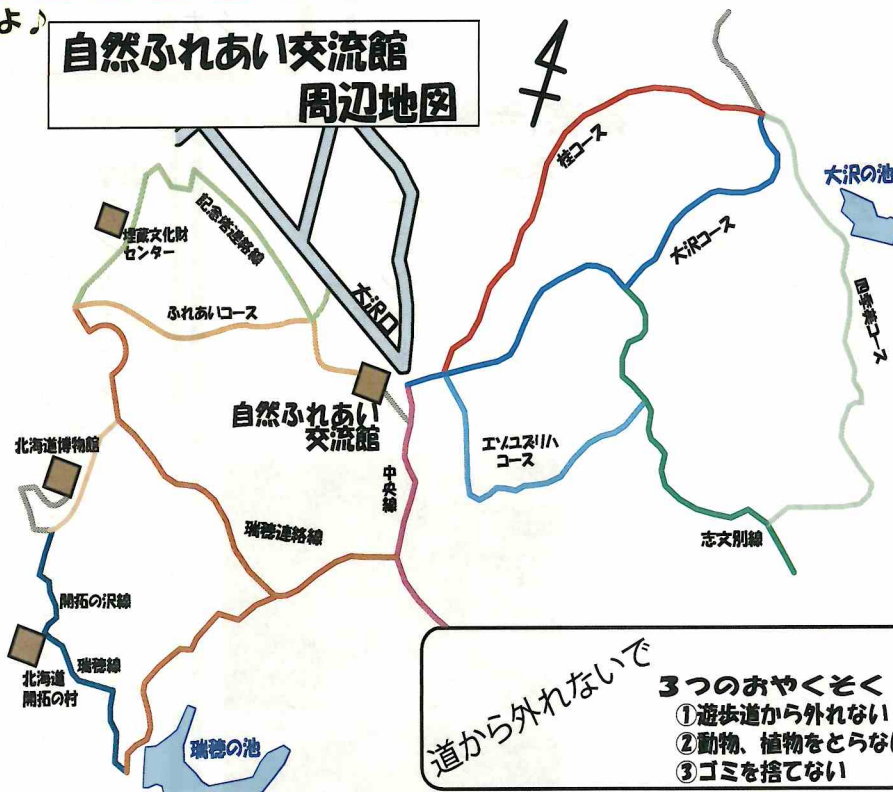 よ♪
自然ふれあい交流館
周辺地図
桂コース
大沢の池
大沢コース
記念塔連絡線
埋蔵文化財
センター
大沢口
ふれあいコース
四季美コース
自然ふれあい
交流館
エゾユズリハ
コース
北海道博物館
中央線
瑞穂連絡線
志文別線
開拓の沢線
瑞穂線
北海道
開拓の村
瑞穂の池
道から外れないで
3つのおやくそく
①遊歩道から外れない
②動物、植物をとらな
③ゴミを捨てない